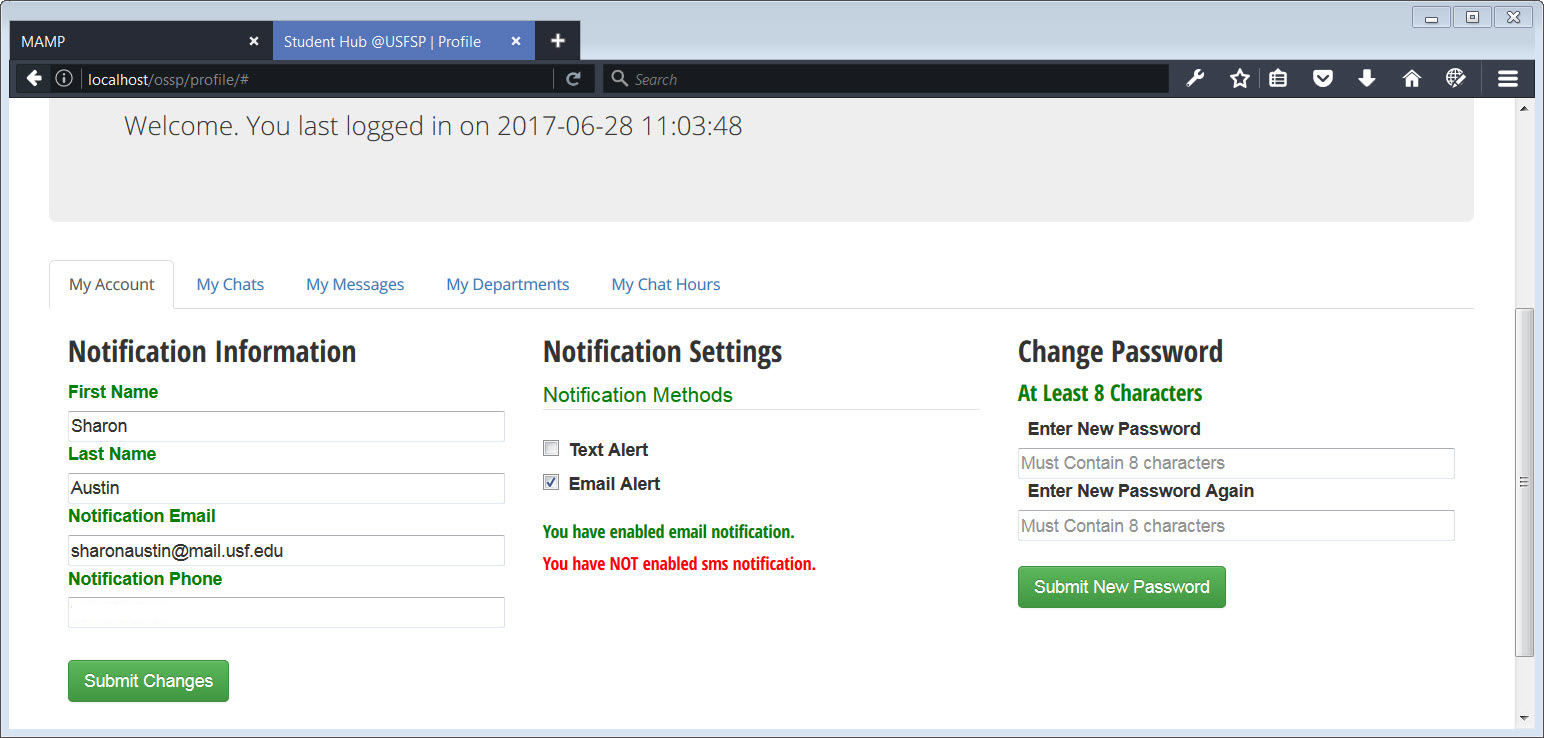 MAMP
Student Hub @USFSP | Profile
localhost/ossp/profile/#
Search
Welcome. You last logged in on 2017-06-28 11:03:48
My Account
My Chats
My Messages
My Departments
My Chat Hours
Notification Information
First Name
Sharon
Last Name
Austin
Notification Email
sharonaustin@mail.usf.edu
Notification Phone
Submit Changes
Notification Settings
Notification Methods
Text Alert
Email Alert
You have enabled email notification.
You have NOT enabled sms notification.
Change Password
At Least 8 Characters
Enter New Password
Must Contain 8 characters
Enter New Password Again
Must Contain 8 characters
Submit New Password